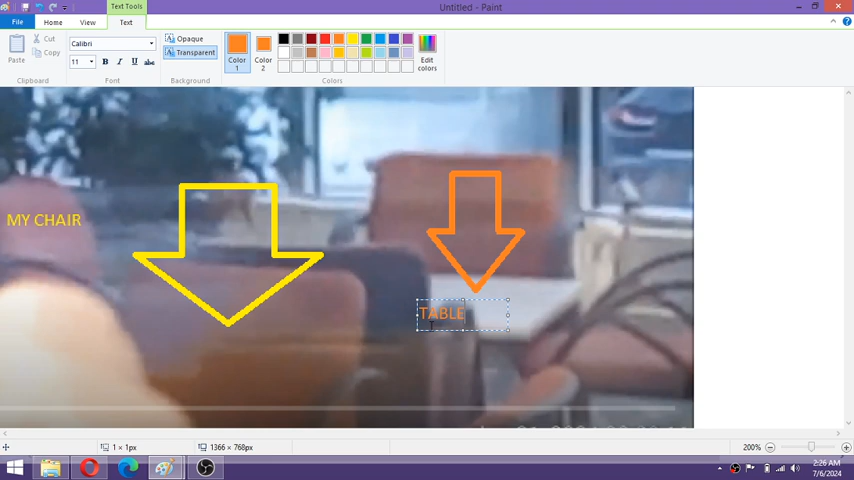 Text Tools
Untitled - Paint
File
Home
View
Text
Paste
Cut
Copy
Clipboard
Calibri
11
B I U abc
Font
Opaque
Transparent
Background
Color 1
Color 2
Edit colors
Colors
MY CHAIR
TABLE
1 × 1px
1366 × 768px
200%
2:26 AM
7/6/2024